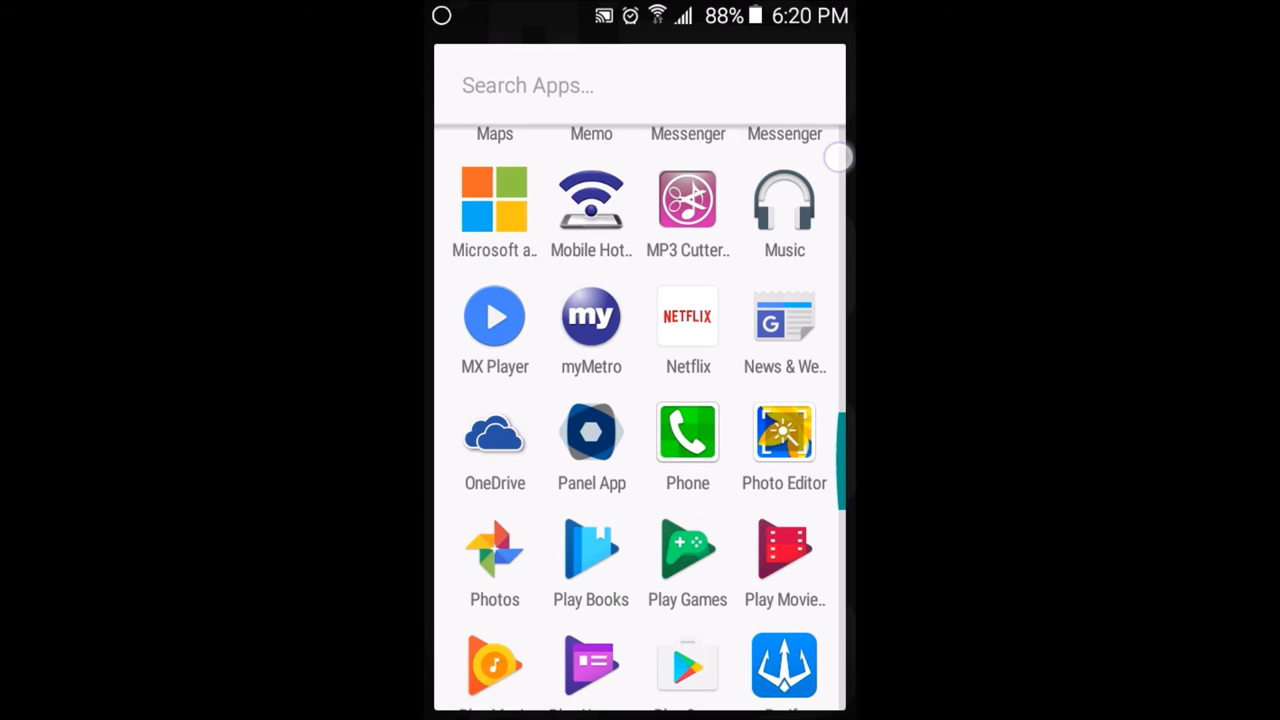 88% 6:20 PM
Search Apps...
Maps Memo Messenger Messenger
Microsoft a.. Mobile Hot.. MP3 Cutter.. Music
my NETFLIX G
MX Player myMetro Netflix News & We..
OneDrive Panel App Phone Photo Editor
Photos Play Books Play Games Play Movie..